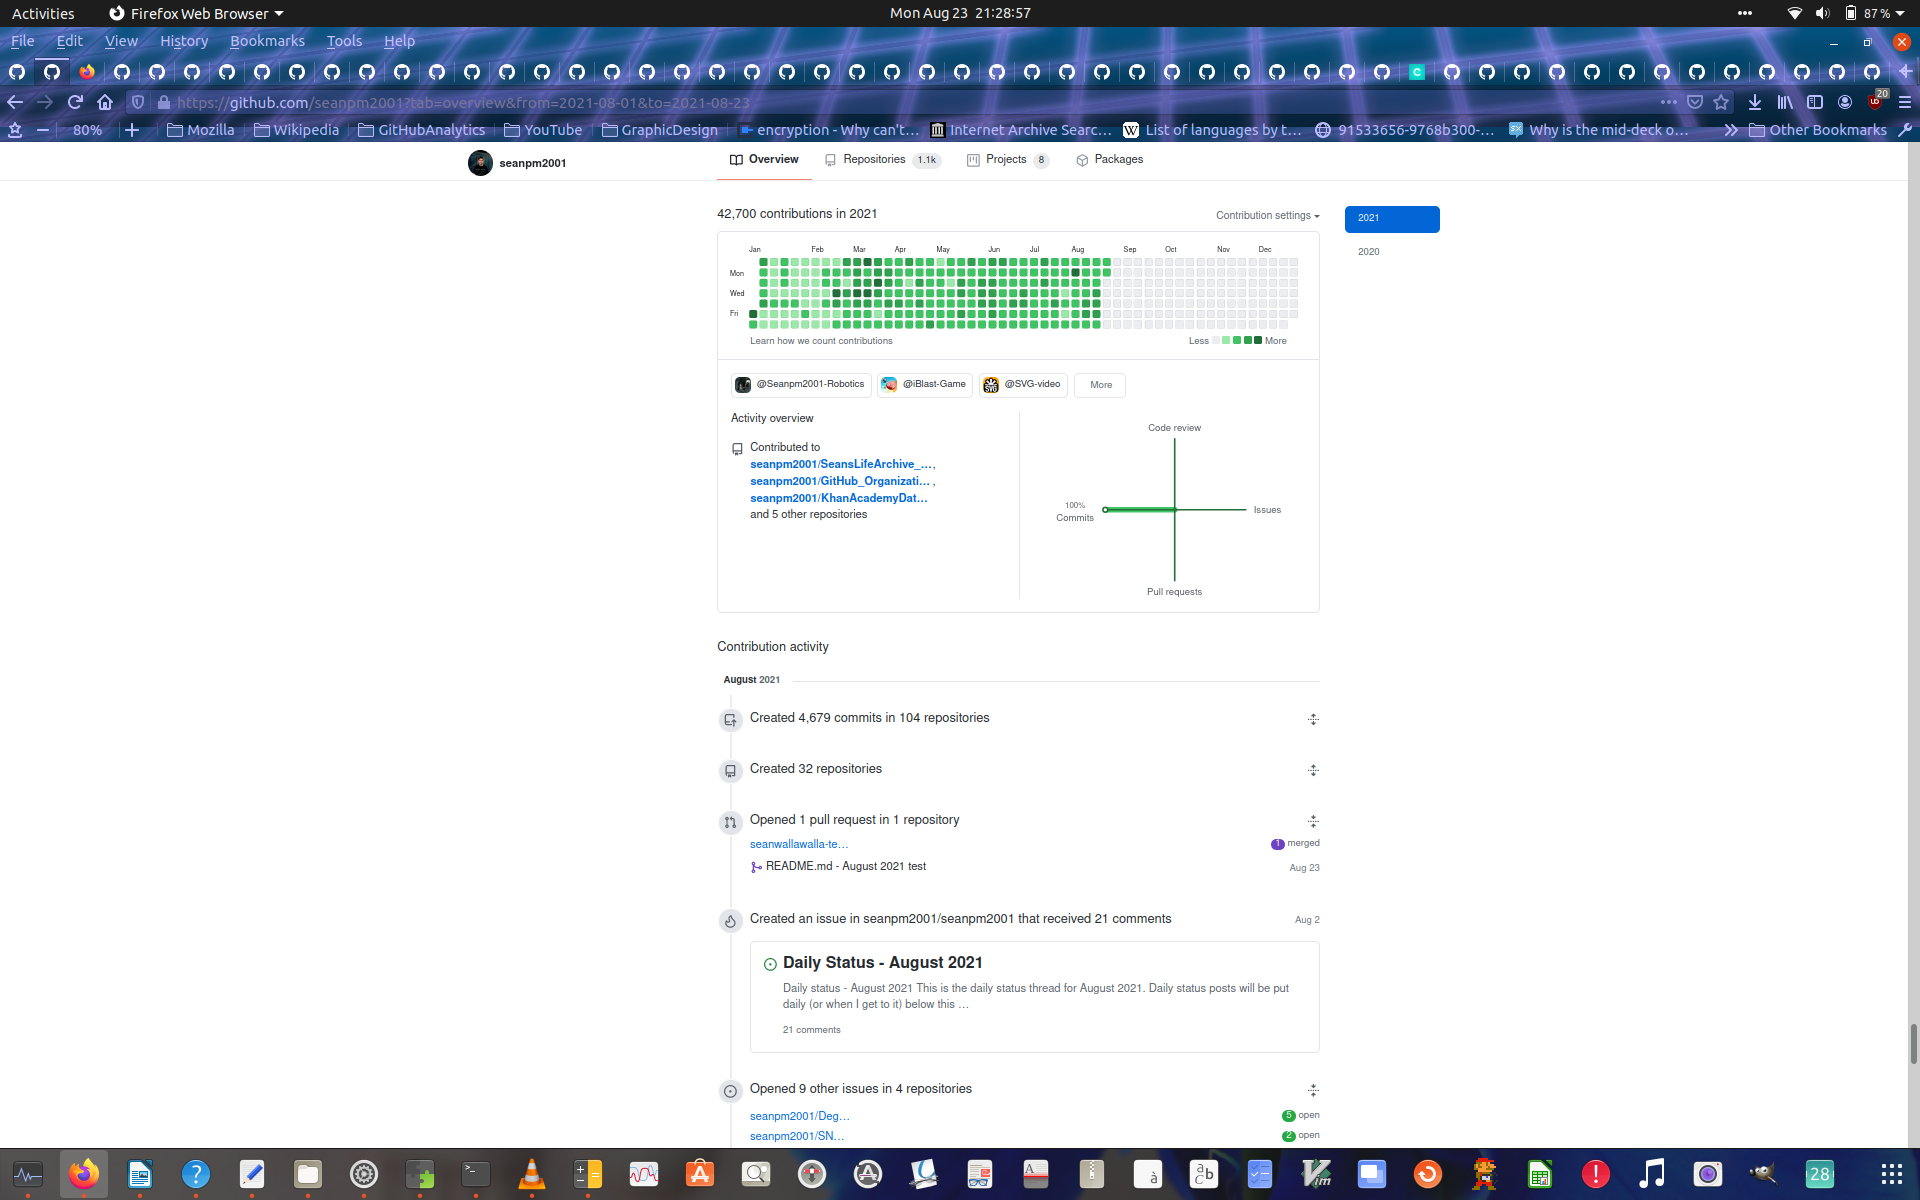 Activities Firefox Web Browser Mon Aug 23 21:28:57 87 %
File Edit View History Bookmarks Tools Help
https://github.com/seanpm2001?tab=overview&from=2021-08-01&to=2021-08-23 20
80% Mozilla Wikipedia GitHubAnalytics YouTube GraphicDesign encryption - Why can't… Internet Archive Searc… List of languages by t… 91533656-9768b300-… Why is the mid-deck o… Other Bookmarks
seanpm2001 Overview Repositories 1.1k Projects 8 Packages
42,700 contributions in 2021 Contribution settings 2021
2020
Jan Feb Mar Apr May Jun Jul Aug Sep Oct Nov Dec
Mon
Wed
Fri
Learn how we count contributions Less More
@Seanpm2001-Robotics @iBlast-Game @SVG-video More
Activity overview
Contributed to
seanpm2001/SeansLifeArchive_…,
seanpm2001/GitHub_Organizati… ,
seanpm2001/KhanAcademyDat…
and 5 other repositories
Code review
100%
Commits
Issues
Pull requests
Contribution activity
August 2021
Created 4,679 commits in 104 repositories
Created 32 repositories
Opened 1 pull request in 1 repository
seanwallawalla-te… 1 merged
README.md - August 2021 test Aug 23
Created an issue in seanpm2001/seanpm2001 that received 21 comments Aug 2
Daily Status - August 2021
Daily status - August 2021 This is the daily status thread for August 2021. Daily status posts will be put
daily (or when I get to it) below this …
21 comments
Opened 9 other issues in 4 repositories
seanpm2001/Deg… 5 open
seanpm2001/SN… 2 open
28